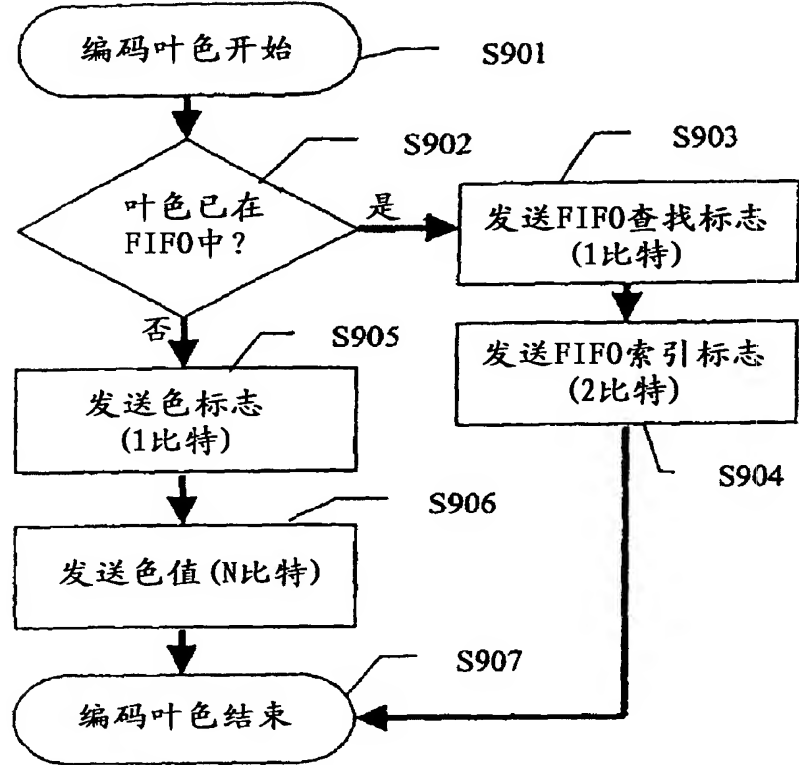 编码叶色开始
S901
S902
叶色已在
FIFO中？
是
S903
发送FIFO查找标志
(1比特)
否
S905
发送色标志
(1比特)
发送FIFO索引标志
(2比特)
S904
S906
发送色值(N比特)
S907
编码叶色结束